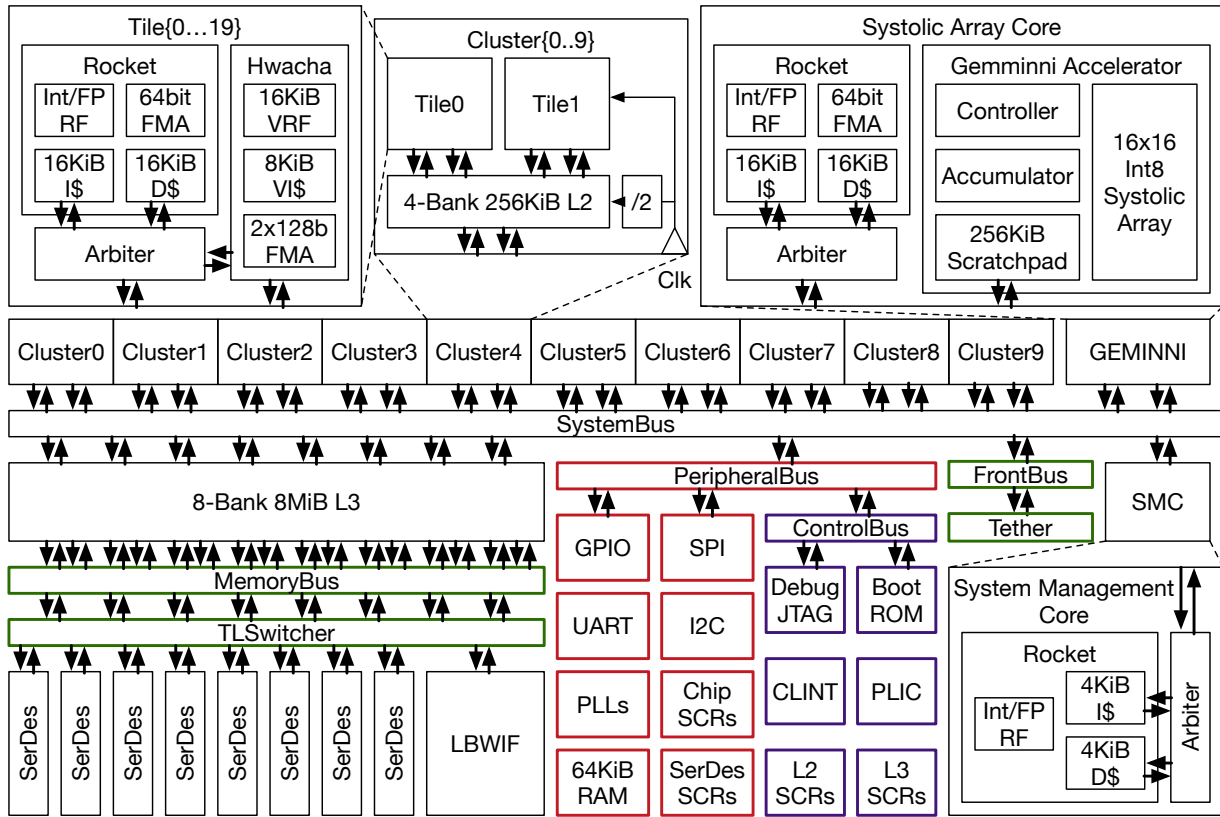 Tile{0...19}
Rocket
Int/FP
RF
64bit
FMA
16KiB
I$
16KiB
D$
Arbiter
Hwacha
16KiB
VRF
8KiB
VI$
2x128b
FMA
Cluster{0..9}
Tile0
Tile1
4-Bank 256KiB L2
/2
Clk
Systolic Array Core
Rocket
Int/FP
RF
64bit
FMA
16KiB
I$
16KiB
D$
Arbiter
Gemminni Accelerator
Controller
Accumulator
256KiB
Scratchpad
16x16
Int8
Systolic
Array
Cluster0
Cluster1
Cluster2
Cluster3
Cluster4
Cluster5
Cluster6
Cluster7
Cluster8
Cluster9
GEMINNI
SystemBus
8-Bank 8MiB L3
MemoryBus
TLSwitcher
SerDes
SerDes
SerDes
SerDes
SerDes
SerDes
SerDes
SerDes
LBWIF
PeripheralBus
GPIO
SPI
UART
I2C
PLLs
Chip
SCRs
64KiB
RAM
SerDes
SCRs
ControlBus
Debug
JTAG
Boot
ROM
CLINT
PLIC
L2
SCRs
L3
SCRs
FrontBus
Tether
SMC
System Management
Core
Rocket
Int/FP
RF
4KiB
I$
4KiB
D$
Arbiter